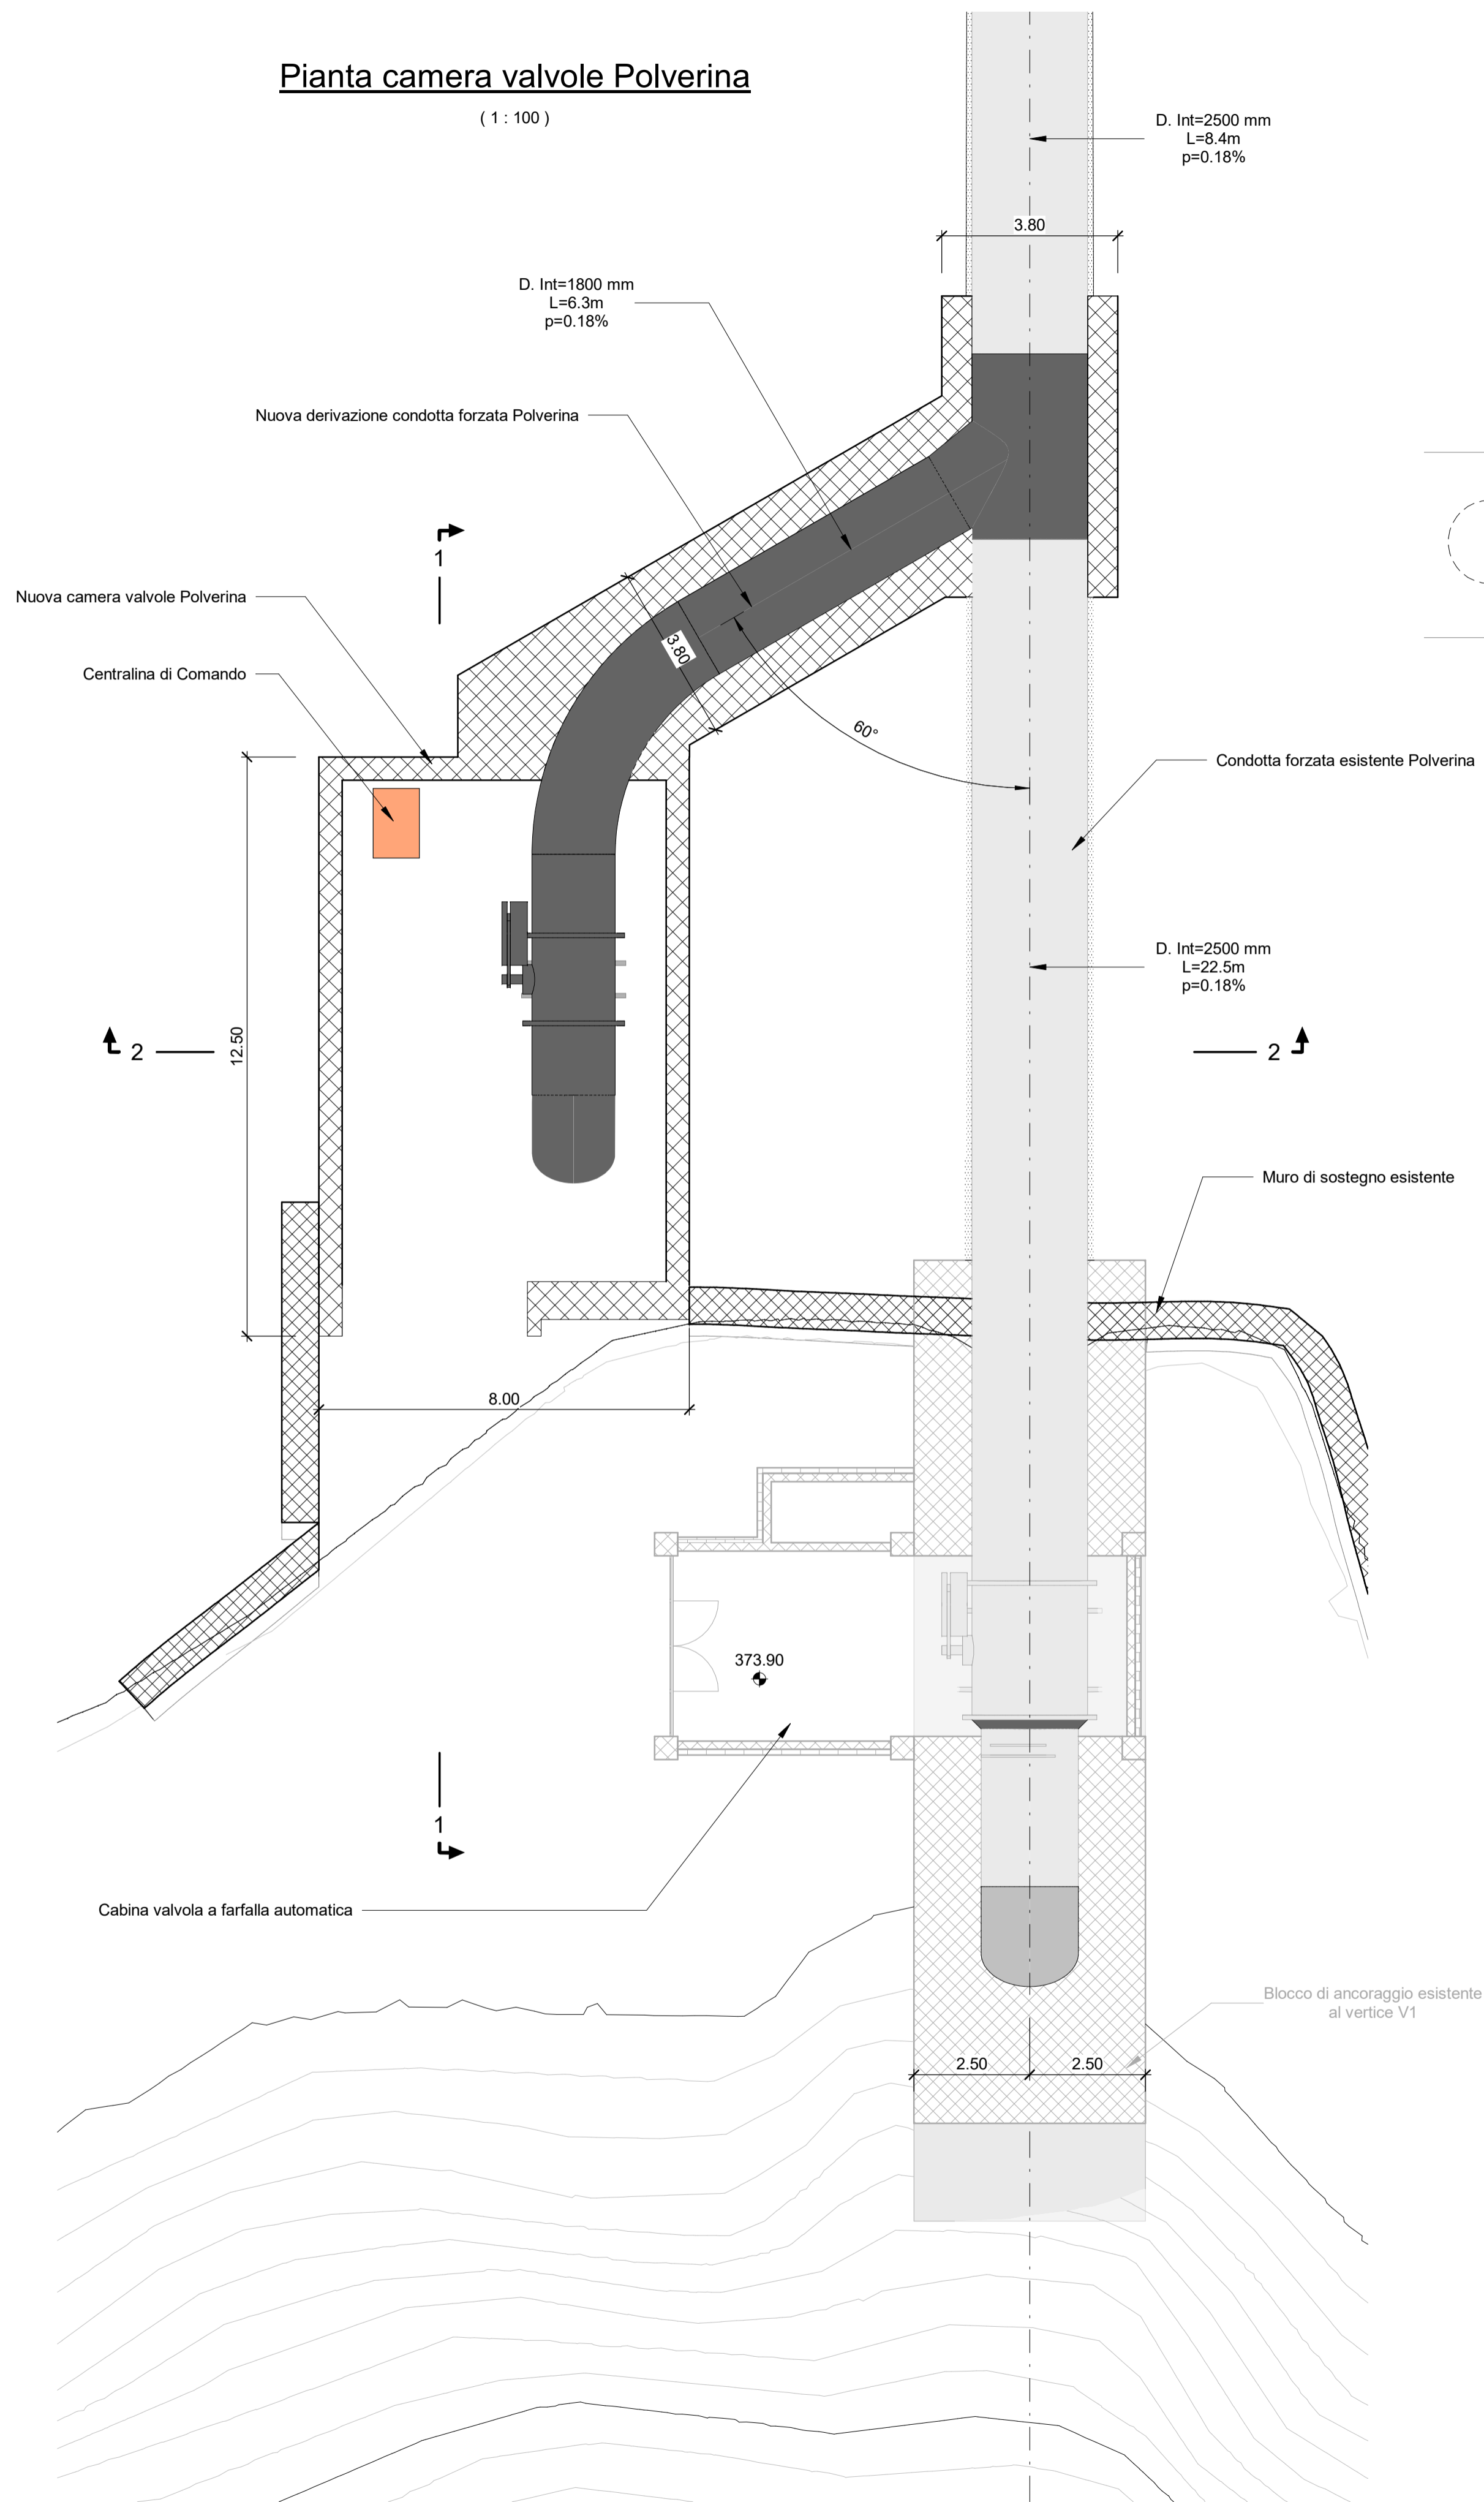 Pianta camera valvole Polverina
( 1 : 100 )
D. Int=2500 mm
L=8.4m
p=0.18%
3.80
D. Int=1800 mm
L=6.3m
p=0.18%
Nuova derivazione condotta forzata Polverina
1
Nuova camera valvole Polverina
3.80
Centralina di Comando
60°
Condotta forzata esistente Polverina
D. Int=2500 mm
L=22.5m
p=0.18%
12.50
2
2
Muro di sostegno esistente
8.00
373.90
1
Cabina valvola a farfalla automatica
Blocco di ancoraggio esistente
al vertice V1
2.50
2.50